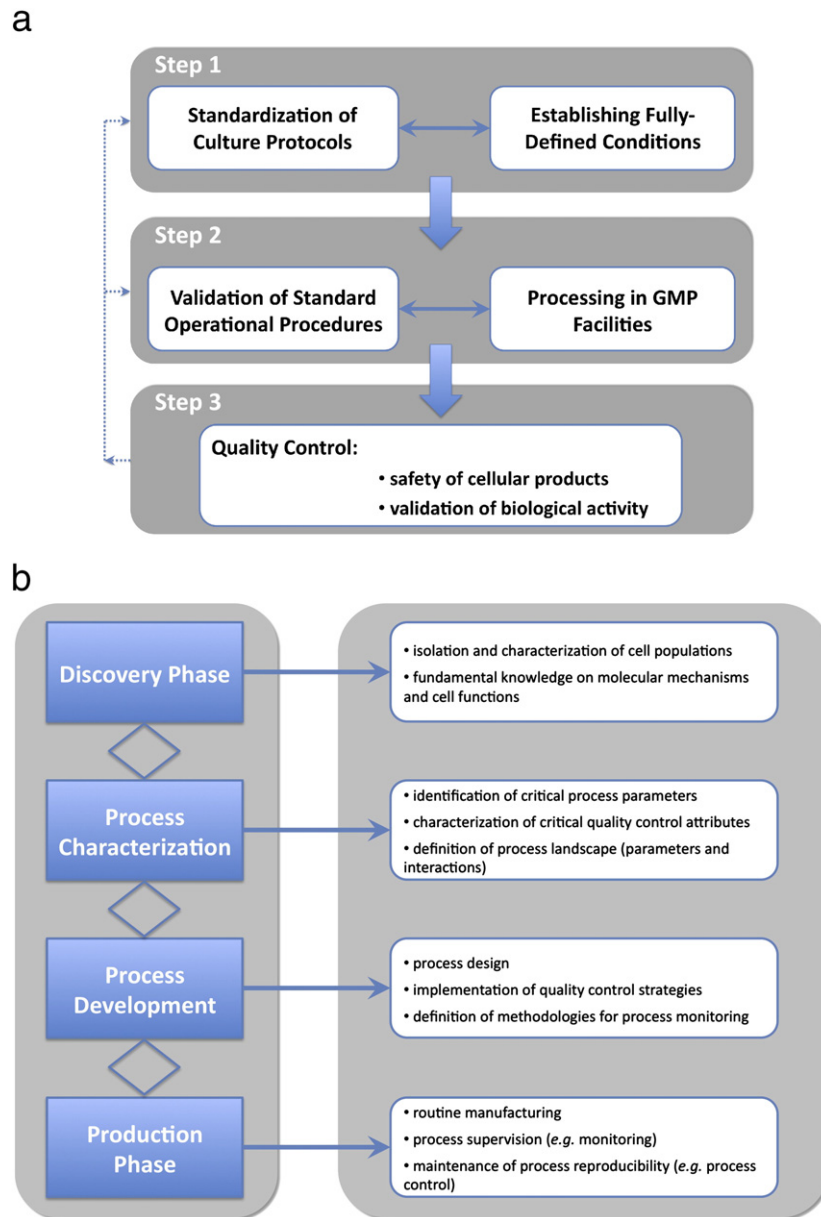 a
Step 1
Standardization of
Culture Protocols
Establishing Fully-
Defined Conditions
Step 2
Validation of Standard
Operational Procedures
Processing in GMP
Facilities
Step 3
Quality Control:
• safety of cellular products
• validation of biological activity
b
Discovery Phase
• isolation and characterization of cell populations
• fundamental knowledge on molecular mechanisms
and cell functions
Process
Characterization
• identification of critical process parameters
• characterization of critical quality control attributes
• definition of process landscape (parameters and
interactions)
Process
Development
• process design
• implementation of quality control strategies
• definition of methodologies for process monitoring
Production
Phase
• routine manufacturing
• process supervision (e.g. monitoring)
• maintenance of process reproducibility (e.g. process
control)